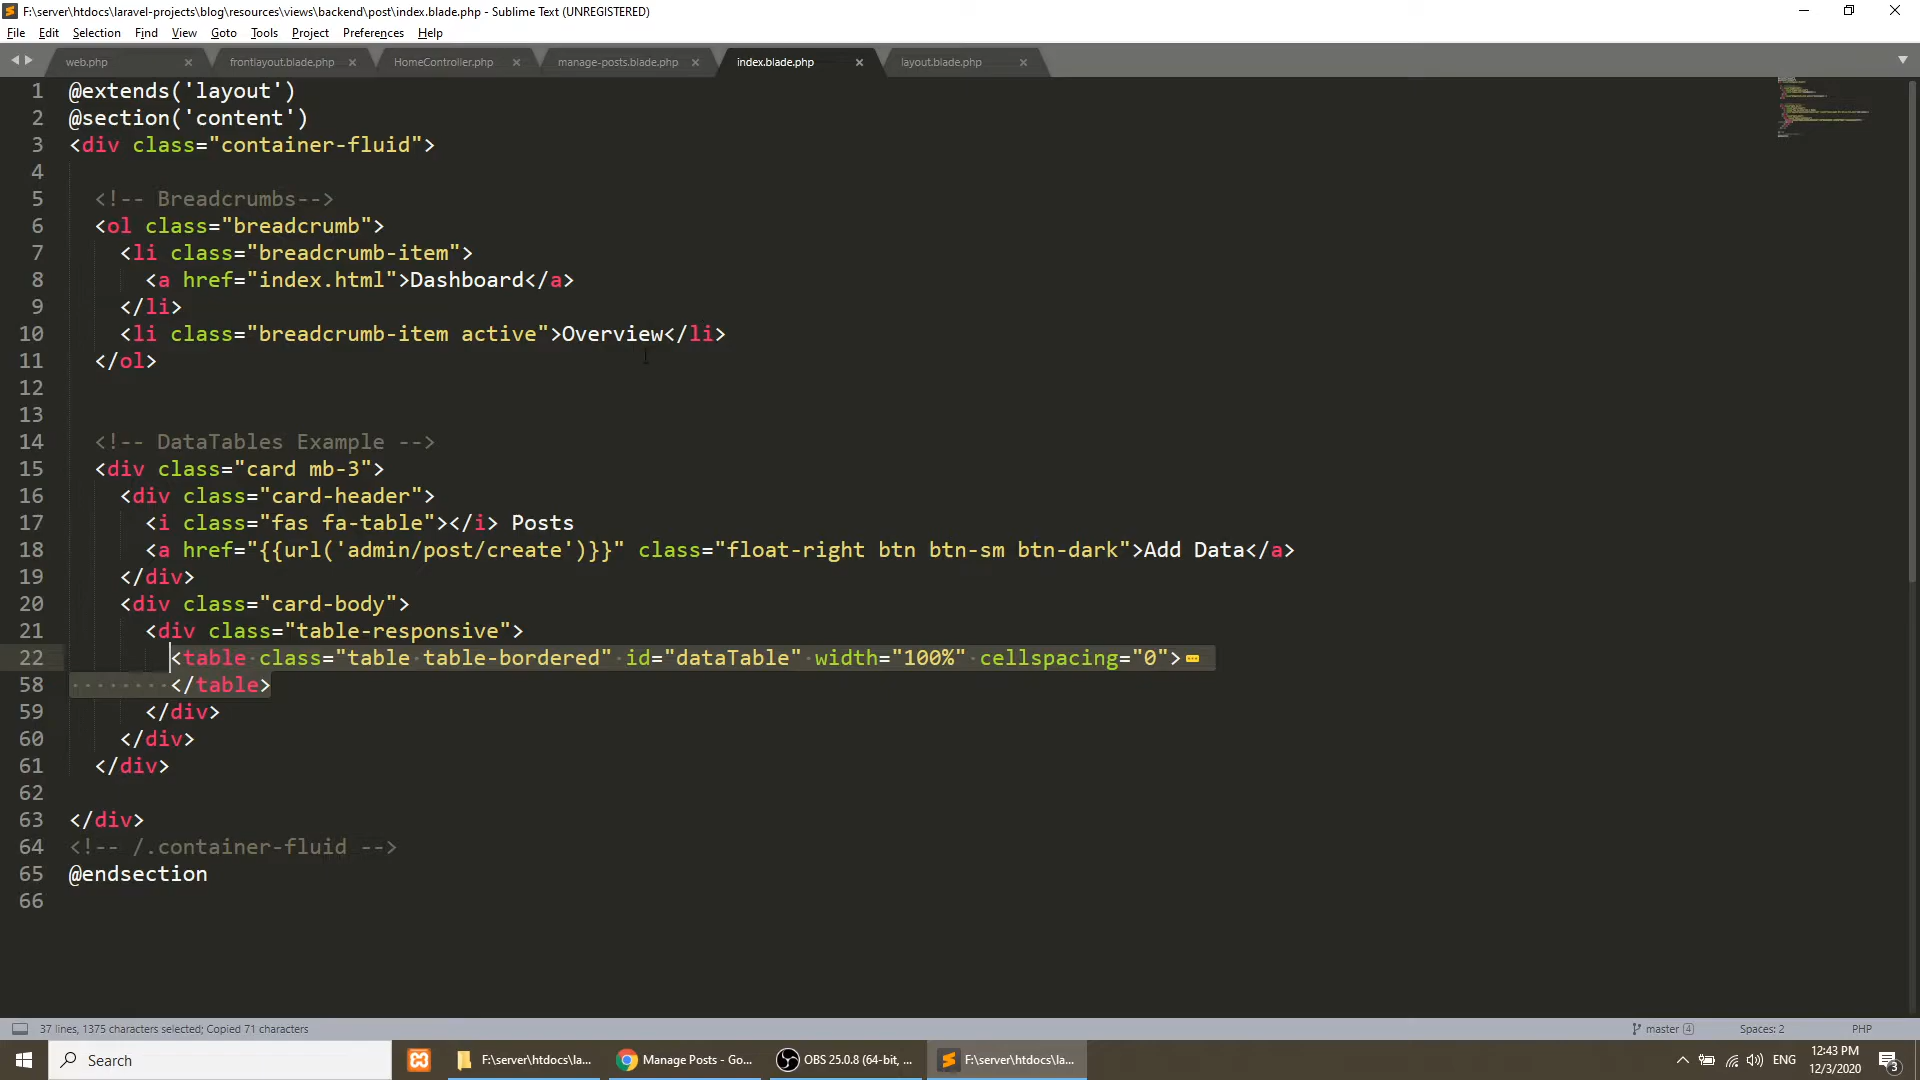 F:\server\htdocs\laravel-projects\blog\resources\views\backend\post\index.blade.php - Sublime Text (UNREGISTERED)
File Edit Selection Find View Goto Tools Project Preferences Help
web.php frontlayout.blade.php HomeController.php manage-posts.blade.php index.blade.php layout.blade.php
1 @extends('layout')
2 @section('content')
3 <div class="container-fluid">
4
5 <!-- Breadcrumbs-->
6 <ol class="breadcrumb">
7 <li class="breadcrumb-item">
8 <a href="index.html">Dashboard</a>
9 </li>
10 <li class="breadcrumb-item active">Overview</li>
11 </ol>
12
13
14 <!-- DataTables Example -->
15 <div class="card mb-3">
16 <div class="card-header">
17 <i class="fas fa-table"></i> Posts
18 <a href="{{url('admin/post/create')}}" class="float-right btn btn-sm btn-dark">Add Data</a>
19 </div>
20 <div class="card-body">
21 <div class="table-responsive">
22 <table class="table table-bordered" id="dataTable" width="100%" cellspacing="0">
58 </table>
59 </div>
60 </div>
61 </div>
62
63 </div>
64 <!-- /.container-fluid -->
65 @endsection
66
37 lines, 1375 characters selected; Copied 71 characters master 4 Spaces: 2 PHP
Search F:\server\htdocs\la... Manage Posts - Go... OBS 25.0.8 (64-bit, ... F:\server\htdocs\la... ENG 12:43 PM
12/3/2020 3